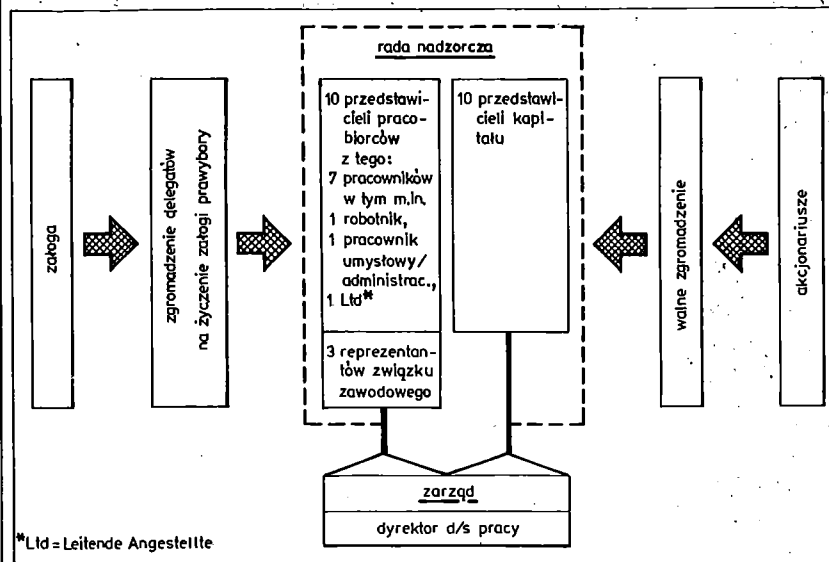 rada nadzorcza
załoga
zgromadzenie delegatów
na życzenie załogi prawybory
10 przedstawi-
cieli praco-
biorców
z tego:
7 pracowników
w tym m.in.
1 robotnik,
1 pracownik
umysłowy/
administrac.,
1 Ltd*
3 reprezentan-
tów związku
zawodowego
10 przedstawi-
cieli kapi-
tału
walne zgromadzenie
akcjonariusze
zarząd
dyrektor d/s pracy
*Ltd = Leitende Angestellte